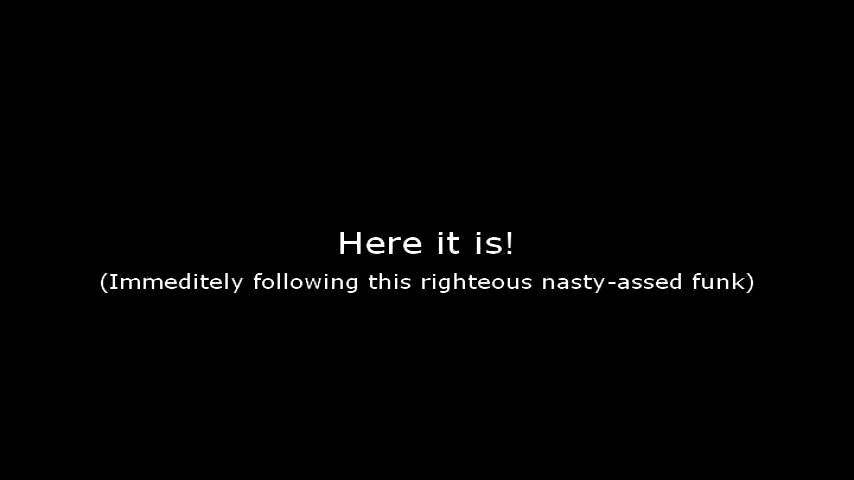 Here it is!
(Immeditely following this righteous nasty-assed funk)